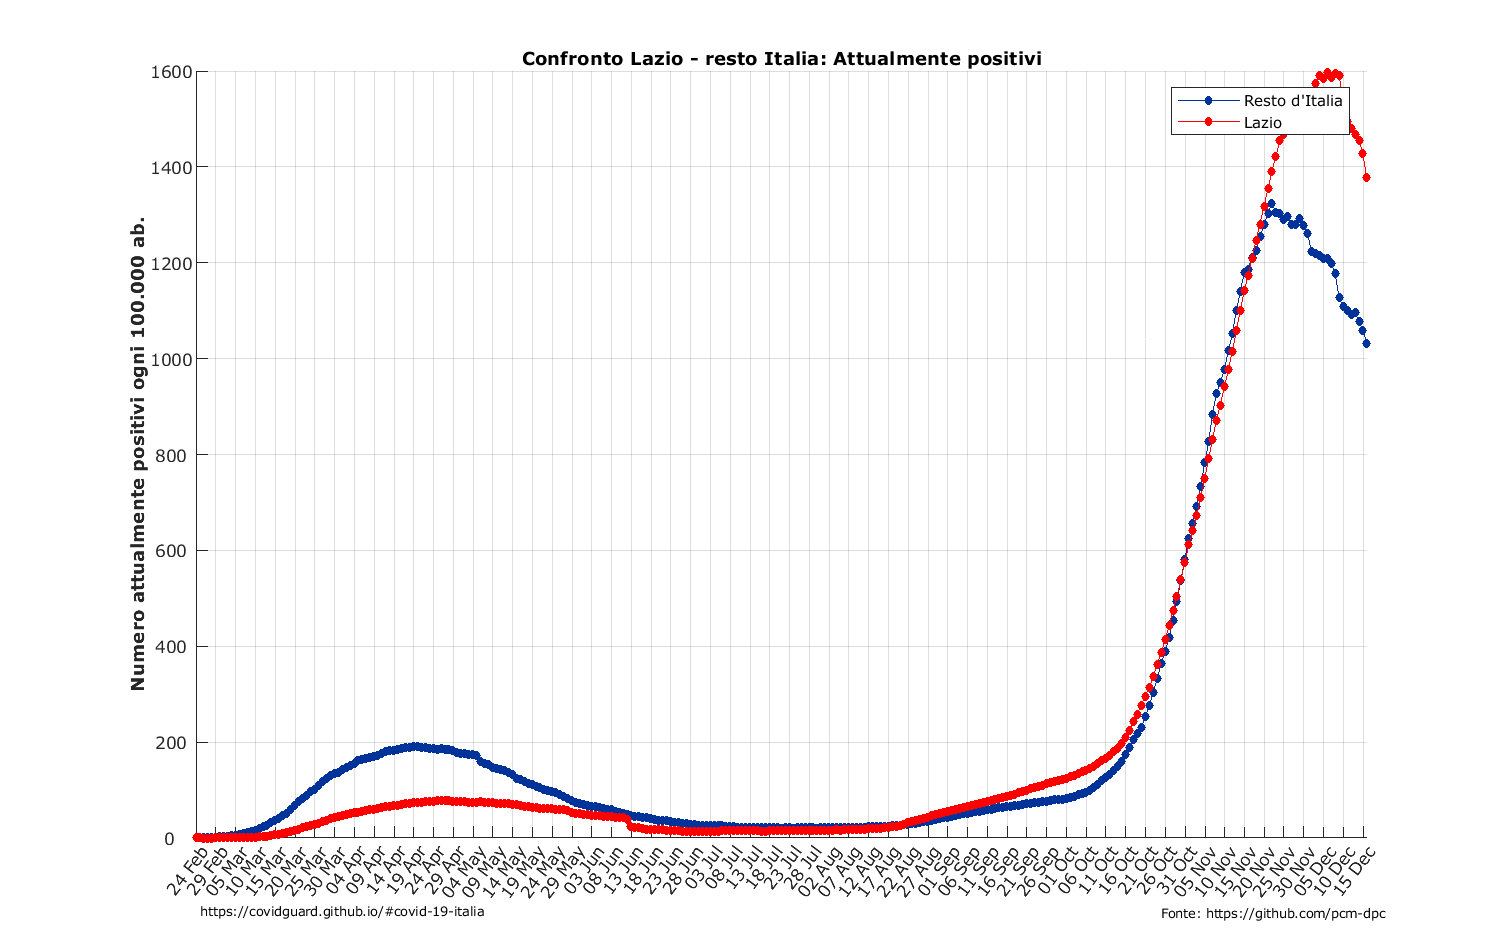 Confronto Lazio - resto Italia: Attualmente positivi
Numero attualmente positivi ogni 100.000 ab.
1600
1400
1200
1000
800
600
400
200
0
Resto d'Italia
Lazio
24 Feb
29 Feb
05 Mar
10 Mar
15 Mar
20 Mar
25 Mar
30 Mar
04 Apr
09 Apr
14 Apr
19 Apr
24 Apr
29 Apr
04 May
09 May
14 May
19 May
24 May
29 May
03 Jun
08 Jun
13 Jun
18 Jun
23 Jun
28 Jun
03 Jul
08 Jul
13 Jul
18 Jul
23 Jul
28 Jul
02 Aug
07 Aug
12 Aug
17 Aug
22 Aug
27 Aug
01 Sep
06 Sep
11 Sep
16 Sep
21 Sep
26 Sep
01 Oct
06 Oct
11 Oct
16 Oct
21 Oct
26 Oct
31 Oct
05 Nov
10 Nov
15 Nov
20 Nov
25 Nov
30 Nov
05 Dec
10 Dec
15 Dec
https://covidguard.github.io/#covid-19-italia
Fonte: https://github.com/pcm-dpc